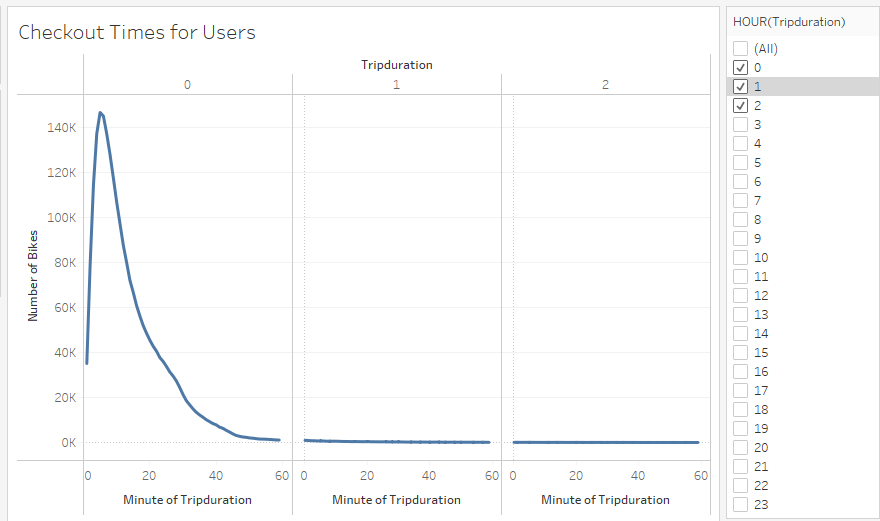 Checkout Times for Users
Tripduration
0 1 2
Number of Bikes
140K
120K
100K
80K
60K
40K
20K
0K
0 20 40 60 0 20 40 60 0 20 40 60
Minute of Tripduration Minute of Tripduration Minute of Tripduration
HOUR(Tripduration)
(All)
0
1
2
3
4
5
6
7
8
9
10
11
12
13
14
15
16
17
18
19
20
21
22
23